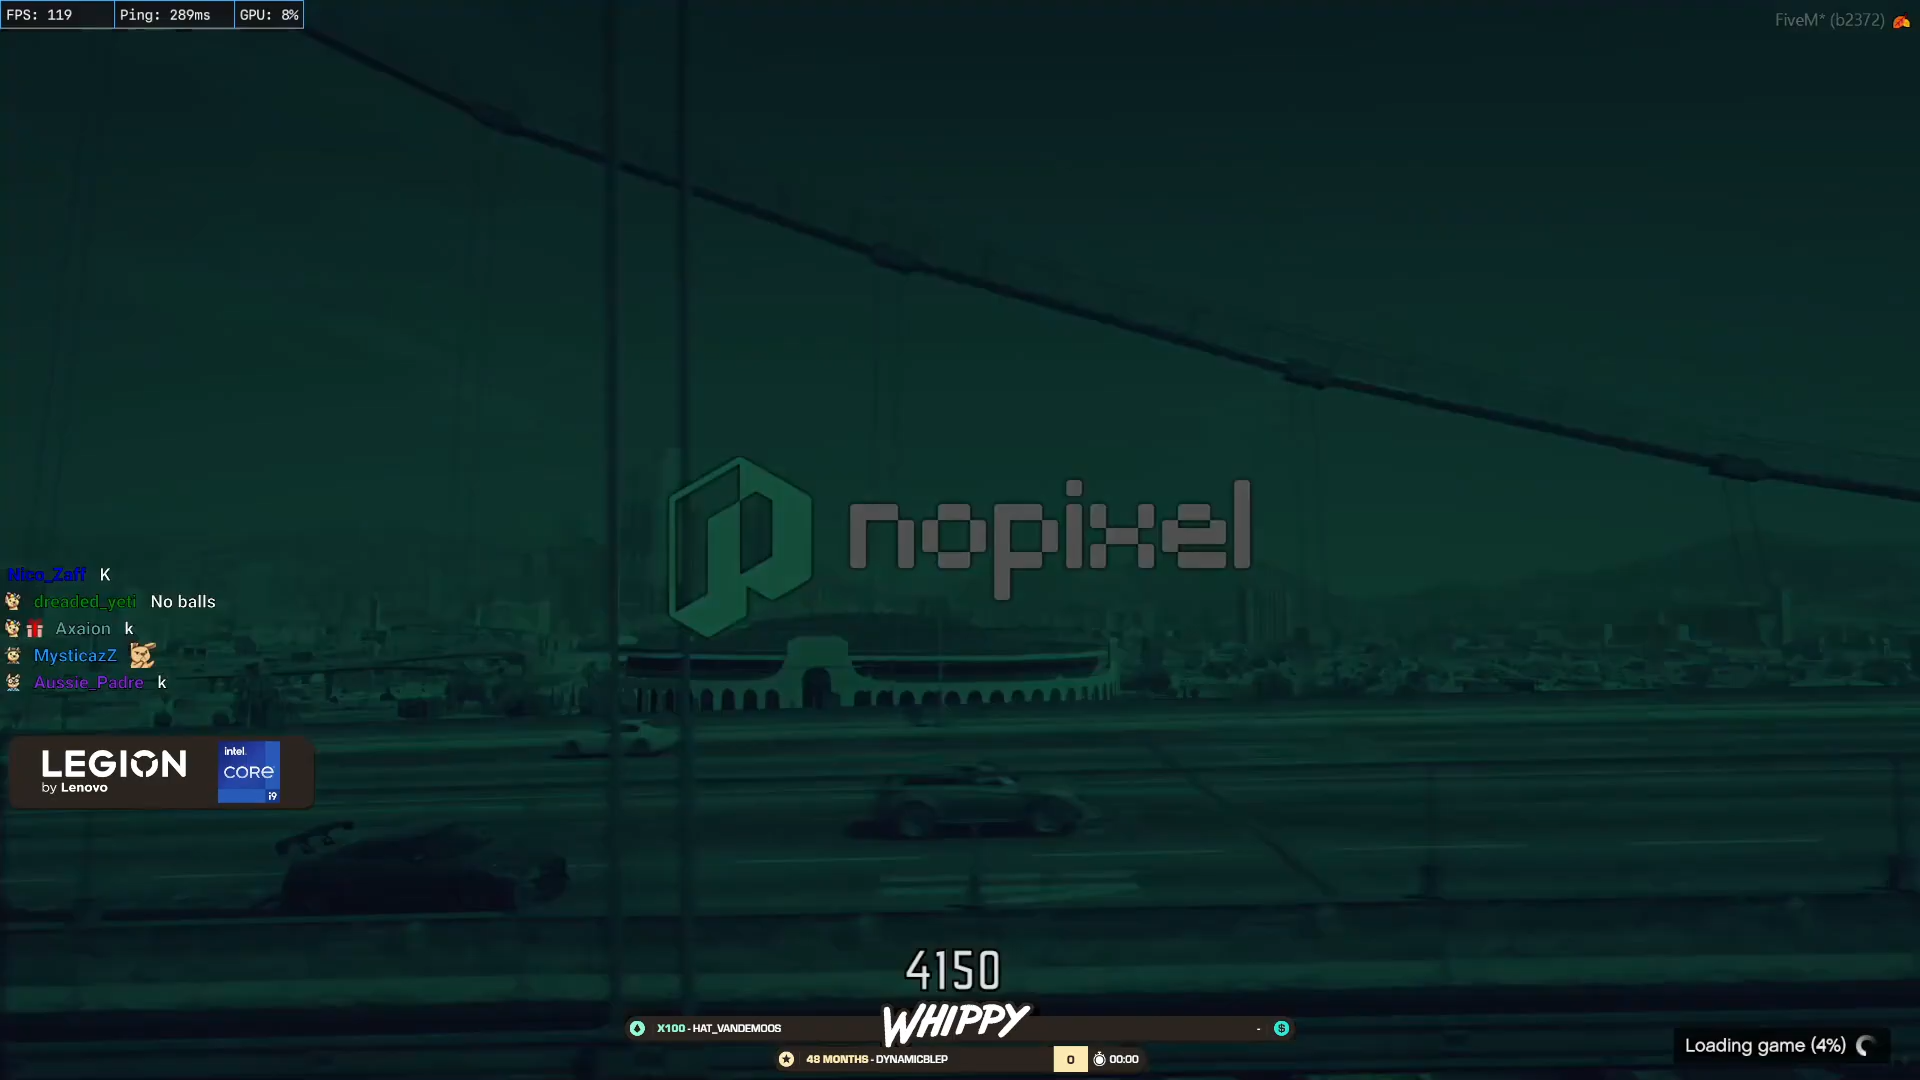 FPS: 119 Ping: 289ms GPU: 8%
FiveM* (b2372)
nopixel
Nico_Zaff K
dreaded_yeti No balls
Axaion k
MysticazZ
Aussie_Padre k
LEGION
by Lenovo
intel.
CORE
i9
4150
WHIPPY
X100 - HAT_VANDEMOOS -
48 MONTHS - DYNAMICBLEP 0 00:00
Loading game (4%)